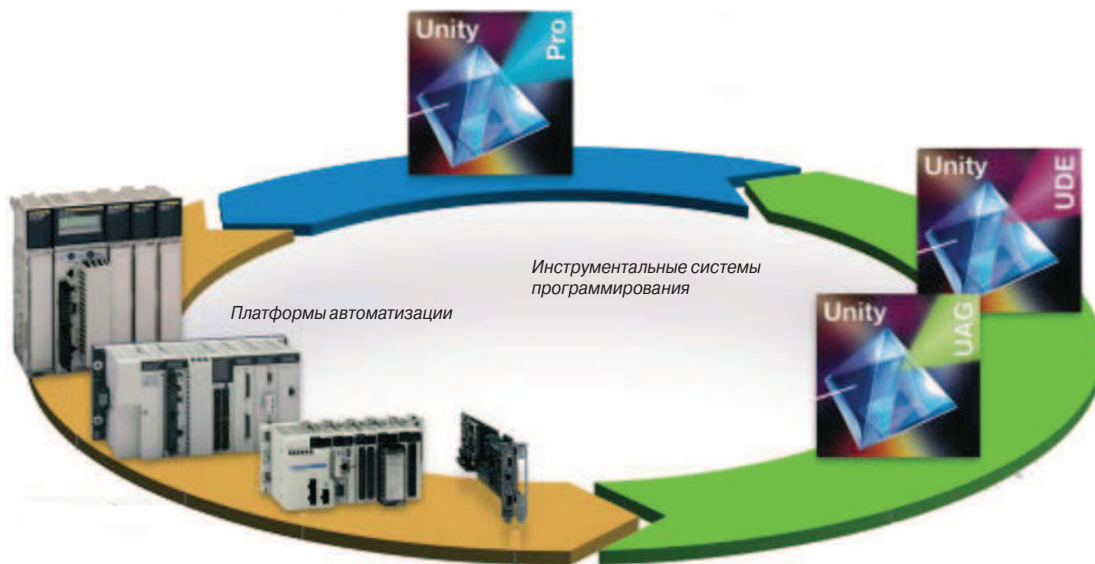 Unity
Pro
Unity
UDE
Инструментальные системы
программирования
Платформы автоматизации
Unity
UAG